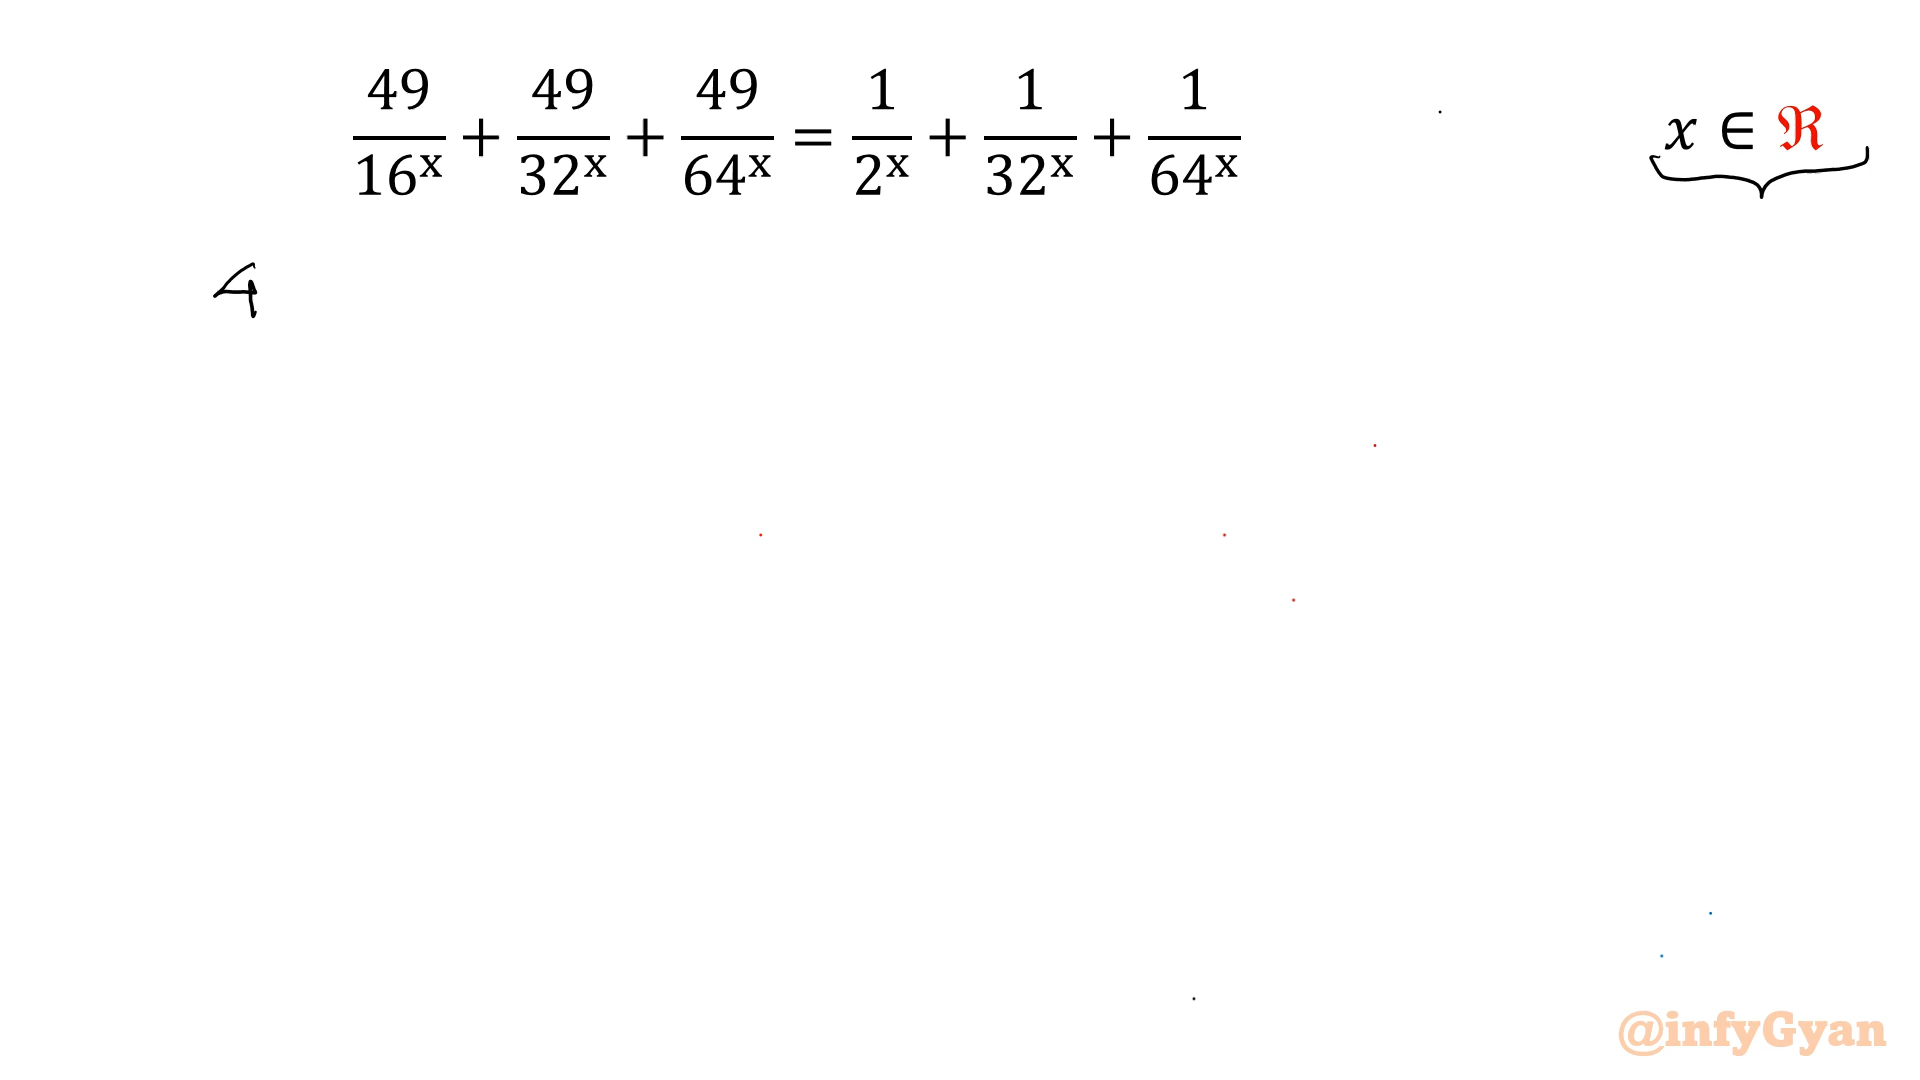 49/16^x + 49/32^x + 49/64^x = 1/2^x + 1/32^x + 1/64^x
x ∈ ℜ
4
@infyGyan